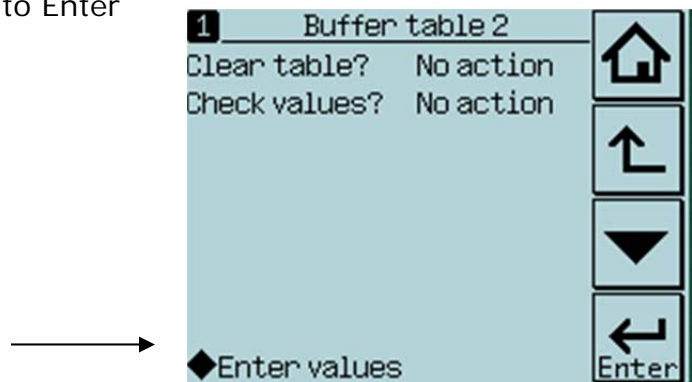 to Enter
1 Buffer table 2
Clear table? No action
Check values? No action
◆Enter values
Enter